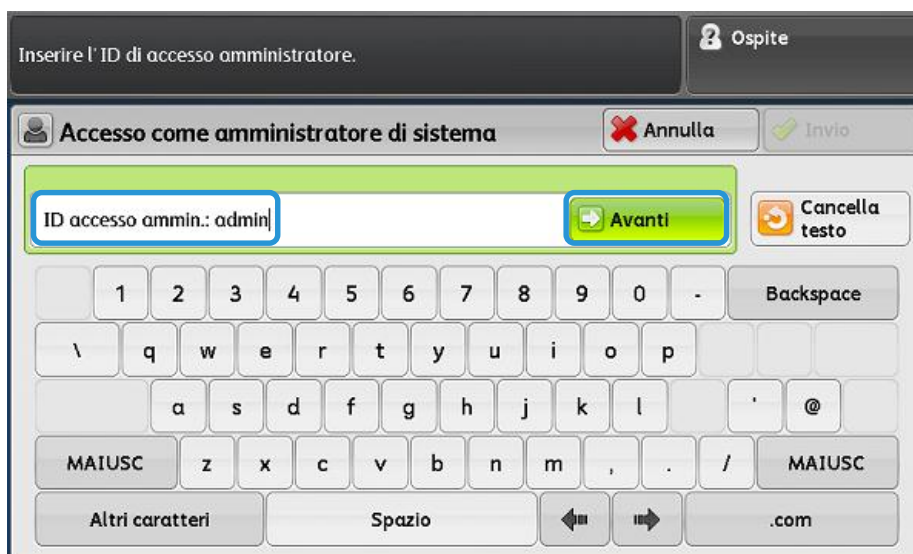 Inserire l'ID di accesso amministratore.
Ospite
Accesso come amministratore di sistema
Annulla
Invio
ID accesso ammin.: admin
Avanti
Cancella
testo
1 2 3 4 5 6 7 8 9 0 - Backspace
\ q w e r t y u i o p
a s d f g h j k l ' @
MAIUSC z x c v b n m , . / MAIUSC
Altri caratteri Spazio .com